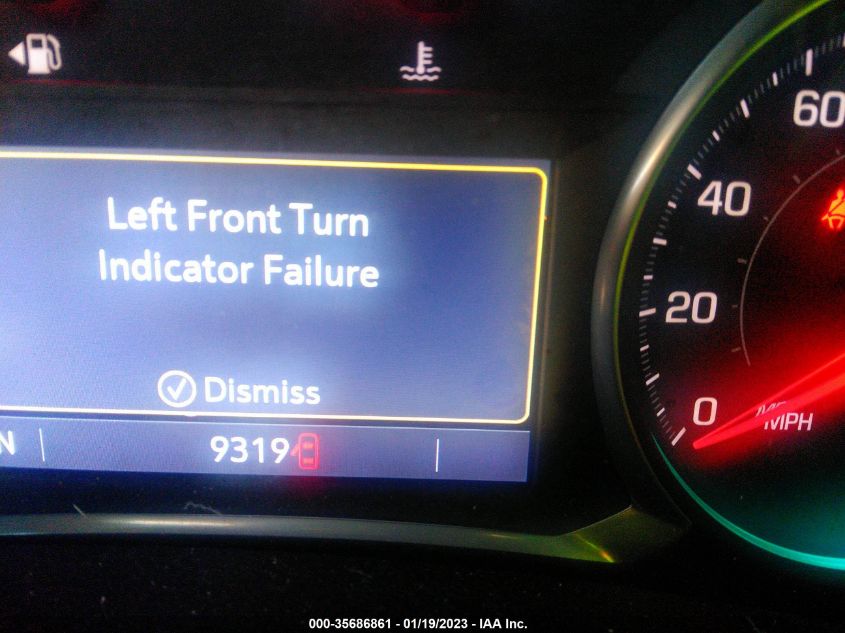 Left Front Turn
Indicator Failure
Dismiss
N
9319
60
40
20
0
MPH
000-35686861 - 01/19/2023 - IAA Inc.